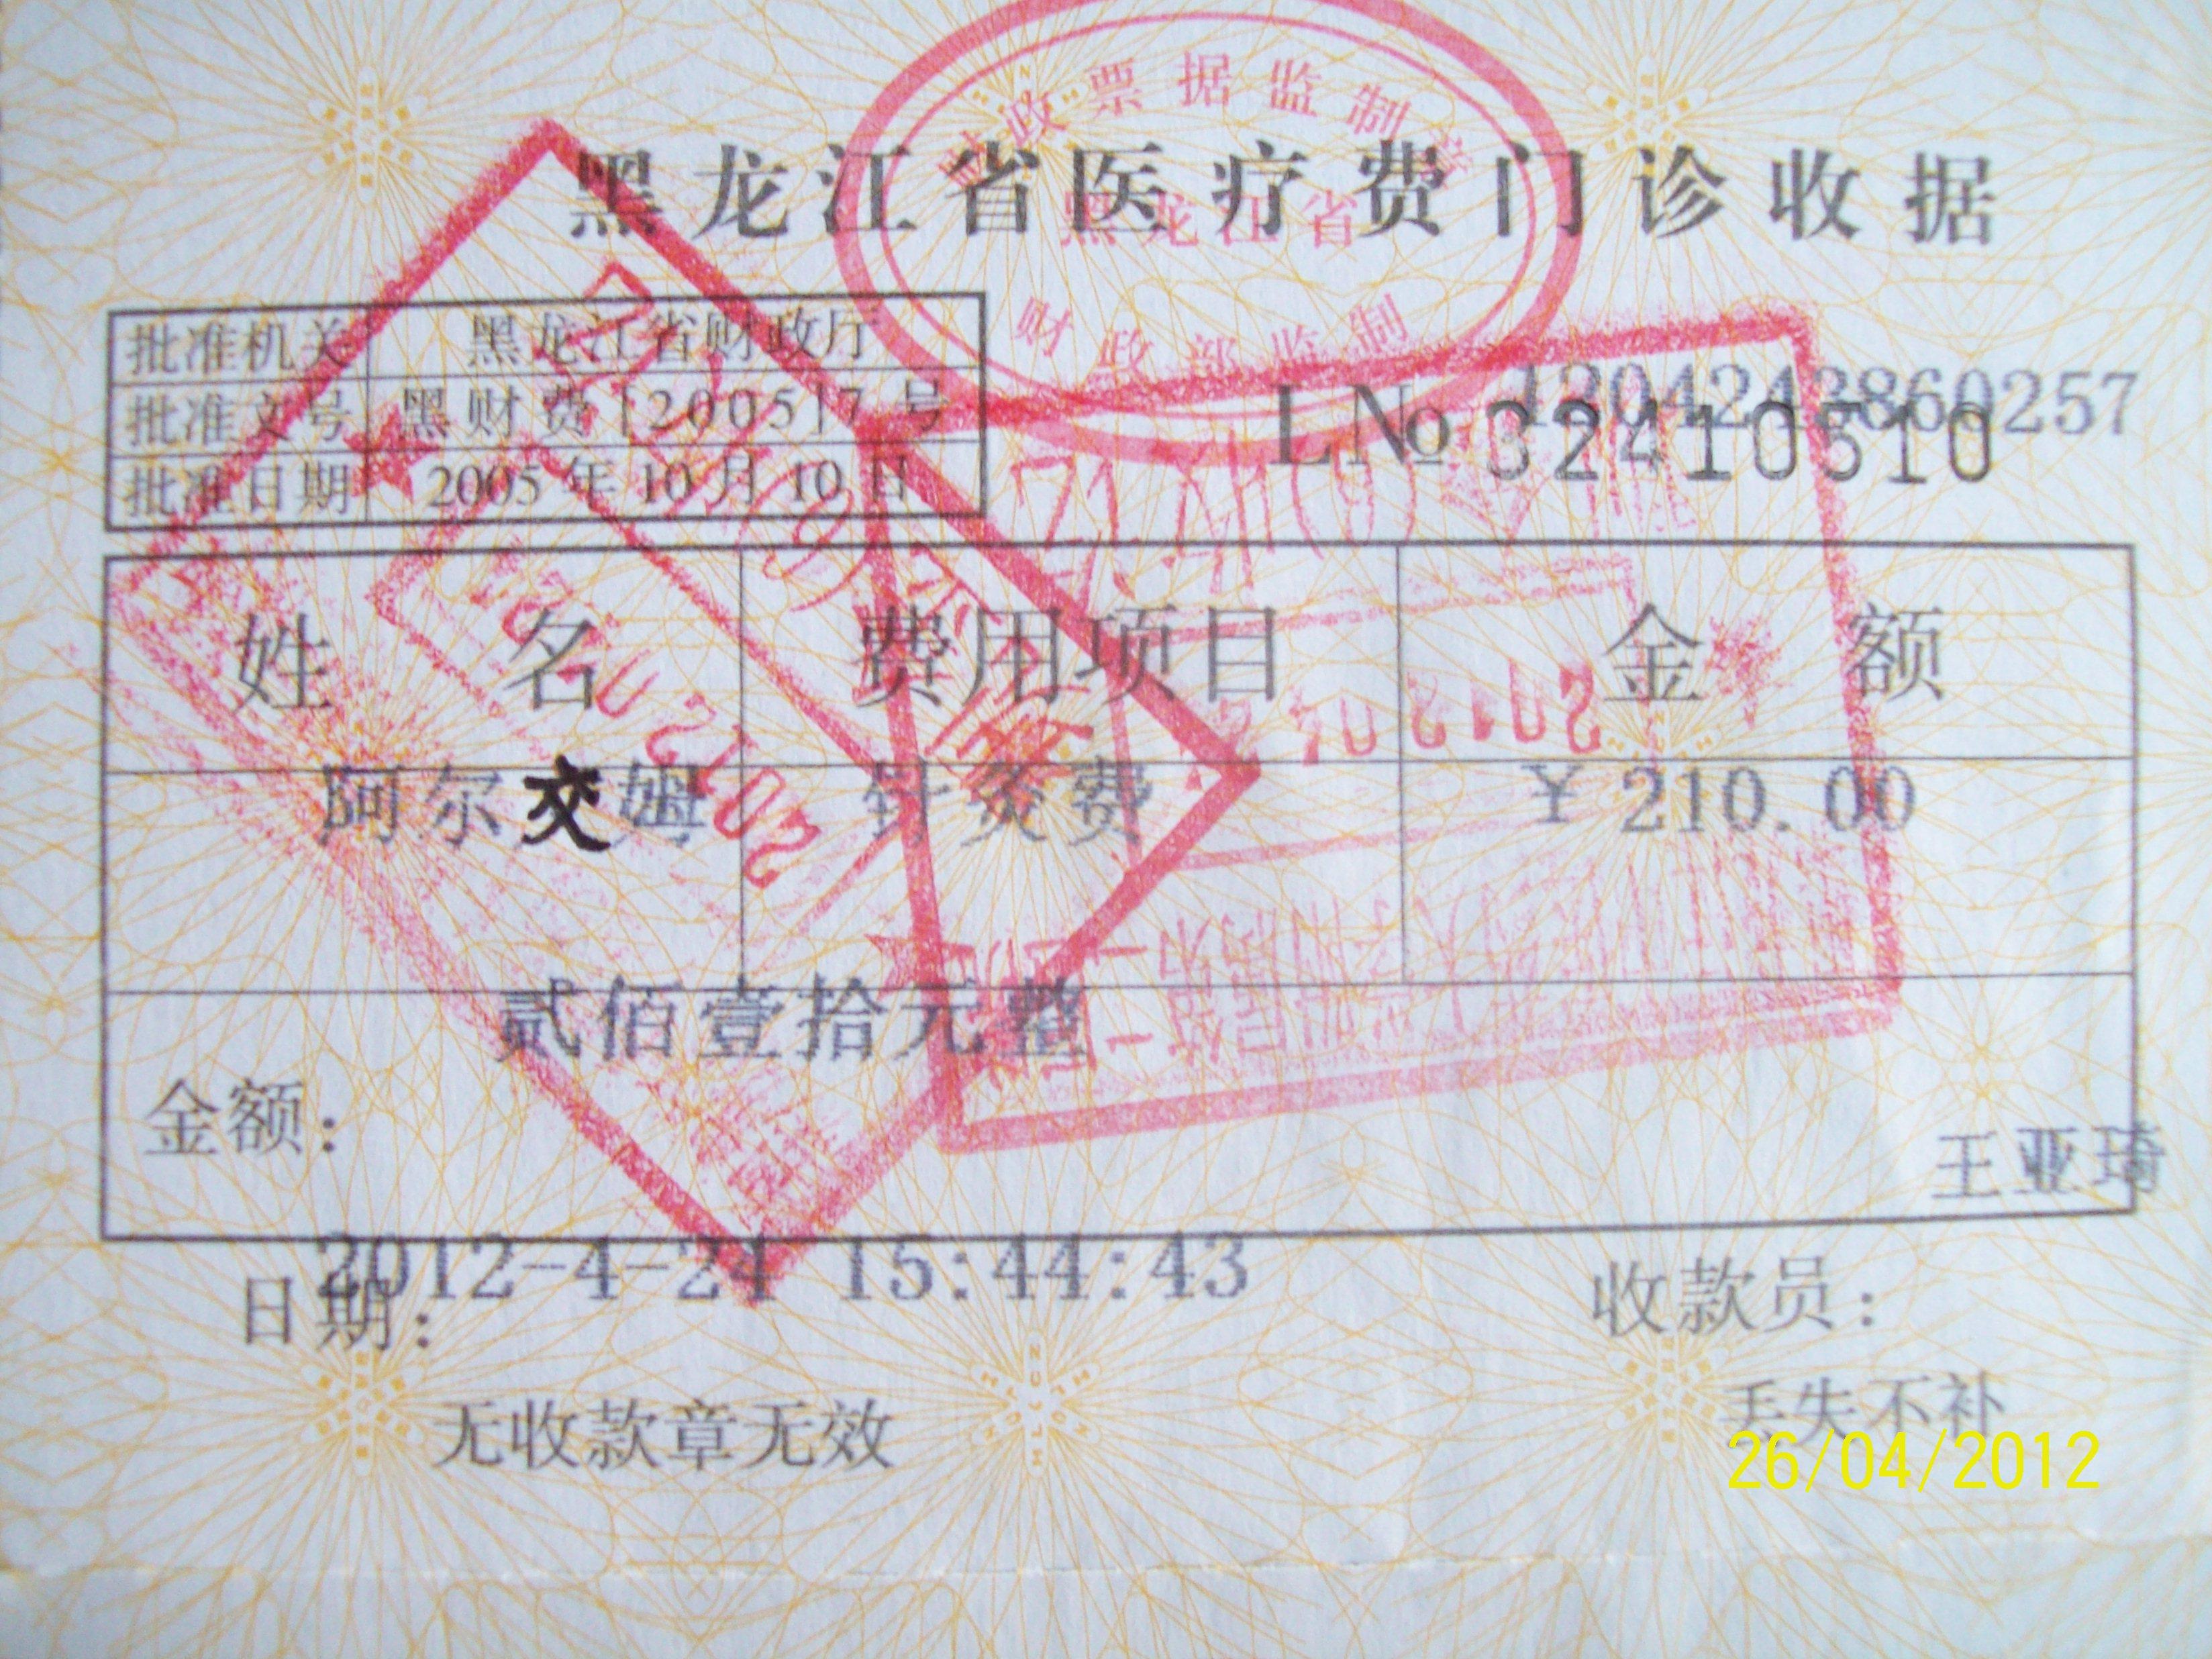 财政票据监制章
黑龙江省医疗费门诊收据
黑龙江省
财政部监制
批准机关 黑龙江省财政厅
批准文号 黑财费[2005]7号
批准日期 2005年10月10日
1204242860257
LNo 32410510
姓名 费用项目 金额
阿尔交姆 针灸费 ¥210.00
贰佰壹拾元整
金额:
王亚琦
2012-4-24 15:44:43
日期: 收款员:
无收款章无效 丢失不补
26/04/2012